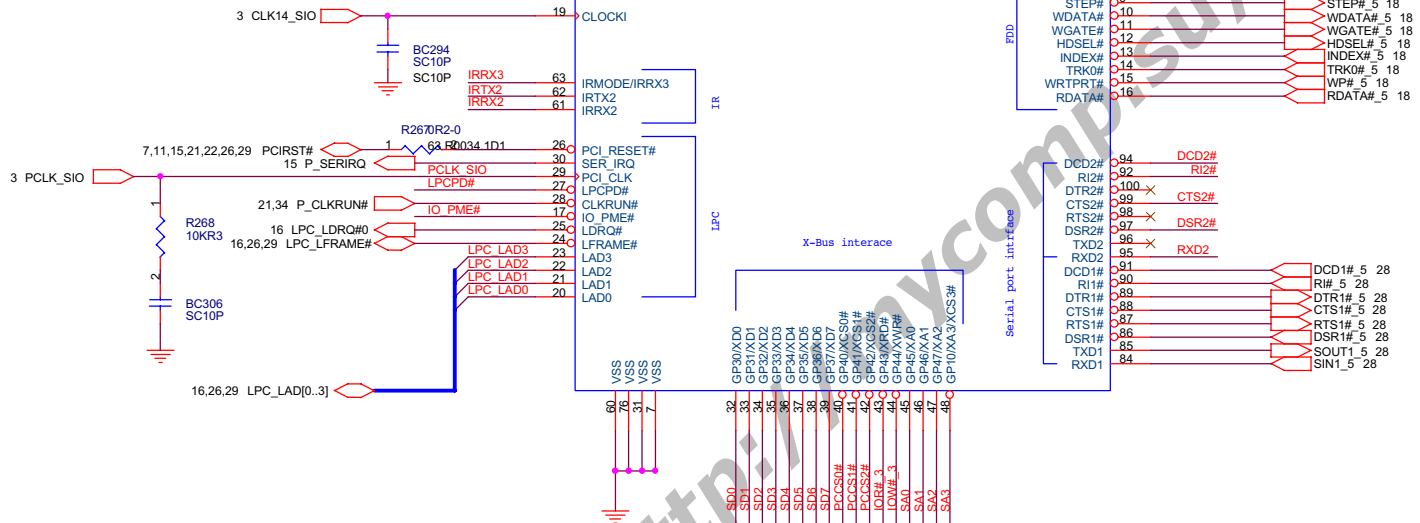 3 CLK14_SIO
19 CLOCKI
BC294
SC10P
SC10P
IRRX3 63 IRMODE/IRRX3
IRTX2 62 IRTX2
IRRX2 61 IRRX2
IR
R267 0R2-0
63.R0034.1D1
7,11,15,21,22,26,29 PCIRST# 1 2 26 PCI_RESET#
15 P_SERIRQ 30 SER_IRQ
3 PCLK_SIO PCLK_SIO 29 PCI_CLK
LPCPD# 27 LPCPD#
21,34 P_CLKRUN# 28 CLKRUN#
IO_PME# 17 IO_PME#
16 LPC_LDRQ#0 25 LDRQ#
16,26,29 LPC_LFRAME# 24 LFRAME#
LPC_LAD3 23 LAD3
LPC_LAD2 22 LAD2
LPC_LAD1 21 LAD1
LPC_LAD0 20 LAD0
LPC
1
R268
10KR3
2
BC306
SC10P
16,26,29 LPC_LAD[0..3]
VSS 60
VSS 76
VSS 31
VSS 7
X-Bus interace
GP30/XD0 32 SD0
GP31/XD1 33 SD1
GP32/XD2 34 SD2
GP33/XD3 35 SD3
GP34/XD4 36 SD4
GP35/XD5 37 SD5
GP36/XD6 38 SD6
GP37/XD7 39 SD7
GP40/XCS0# 40 PCCS0#
GP41/XCS1# 41 PCCS1#
GP42/XCS2# 42 PCCS2#
GP43/XRD# 43 IOR#_3
GP44/XWR# 44 IOW#_3
GP45/XA0 45 SA0
GP46/XA1 46 SA1
GP47/XA2 47 SA2
GP10/XA3/XCS3# 48 SA3
FDD
STEP# STEP#_5 18
WDATA# 10 WDATA#_5 18
WGATE# 11 WGATE#_5 18
HDSEL# 12 HDSEL#_5 18
INDEX# 13 INDEX#_5 18
TRK0# 14 TRK0#_5 18
WRTPRT# 15 WP#_5 18
RDATA# 16 RDATA#_5 18
Serial port intrface
DCD2# 94 DCD2#
RI2# 92 RI2#
DTR2# 100
CTS2# 99 CTS2#
RTS2# 98
DSR2# 97 DSR2#
TXD2 96
RXD2 95 RXD2
DCD1# 91 DCD1#_5 28
RI1# 90 RI#_5 28
DTR1# 89 DTR1#_5 28
CTS1# 88 CTS1#_5 28
RTS1# 87 RTS1#_5 28
DSR1# 86 DSR1#_5 28
TXD1 85 SOUT1_5 28
RXD1 84 SIN1_5 28
ttp://mycomp.su/